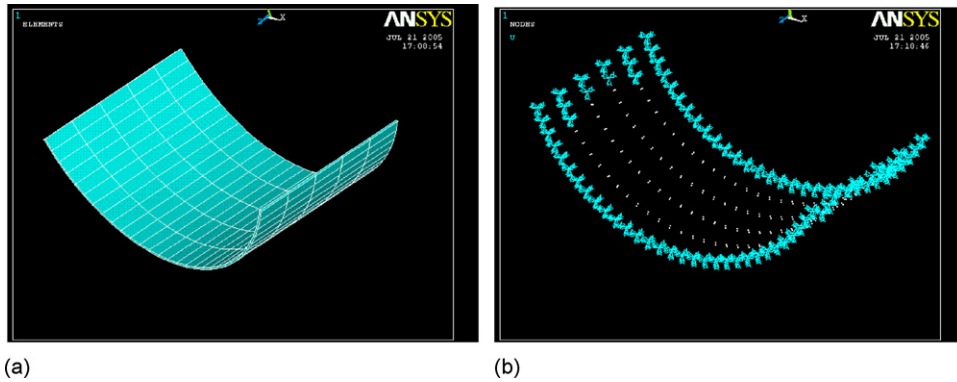 1
ELEMENTS
X
ANSYS
JUL 21 2005
17:00:54
(a)
1
NODES
U
X
ANSYS
JUL 21 2005
17:10:46
(b)